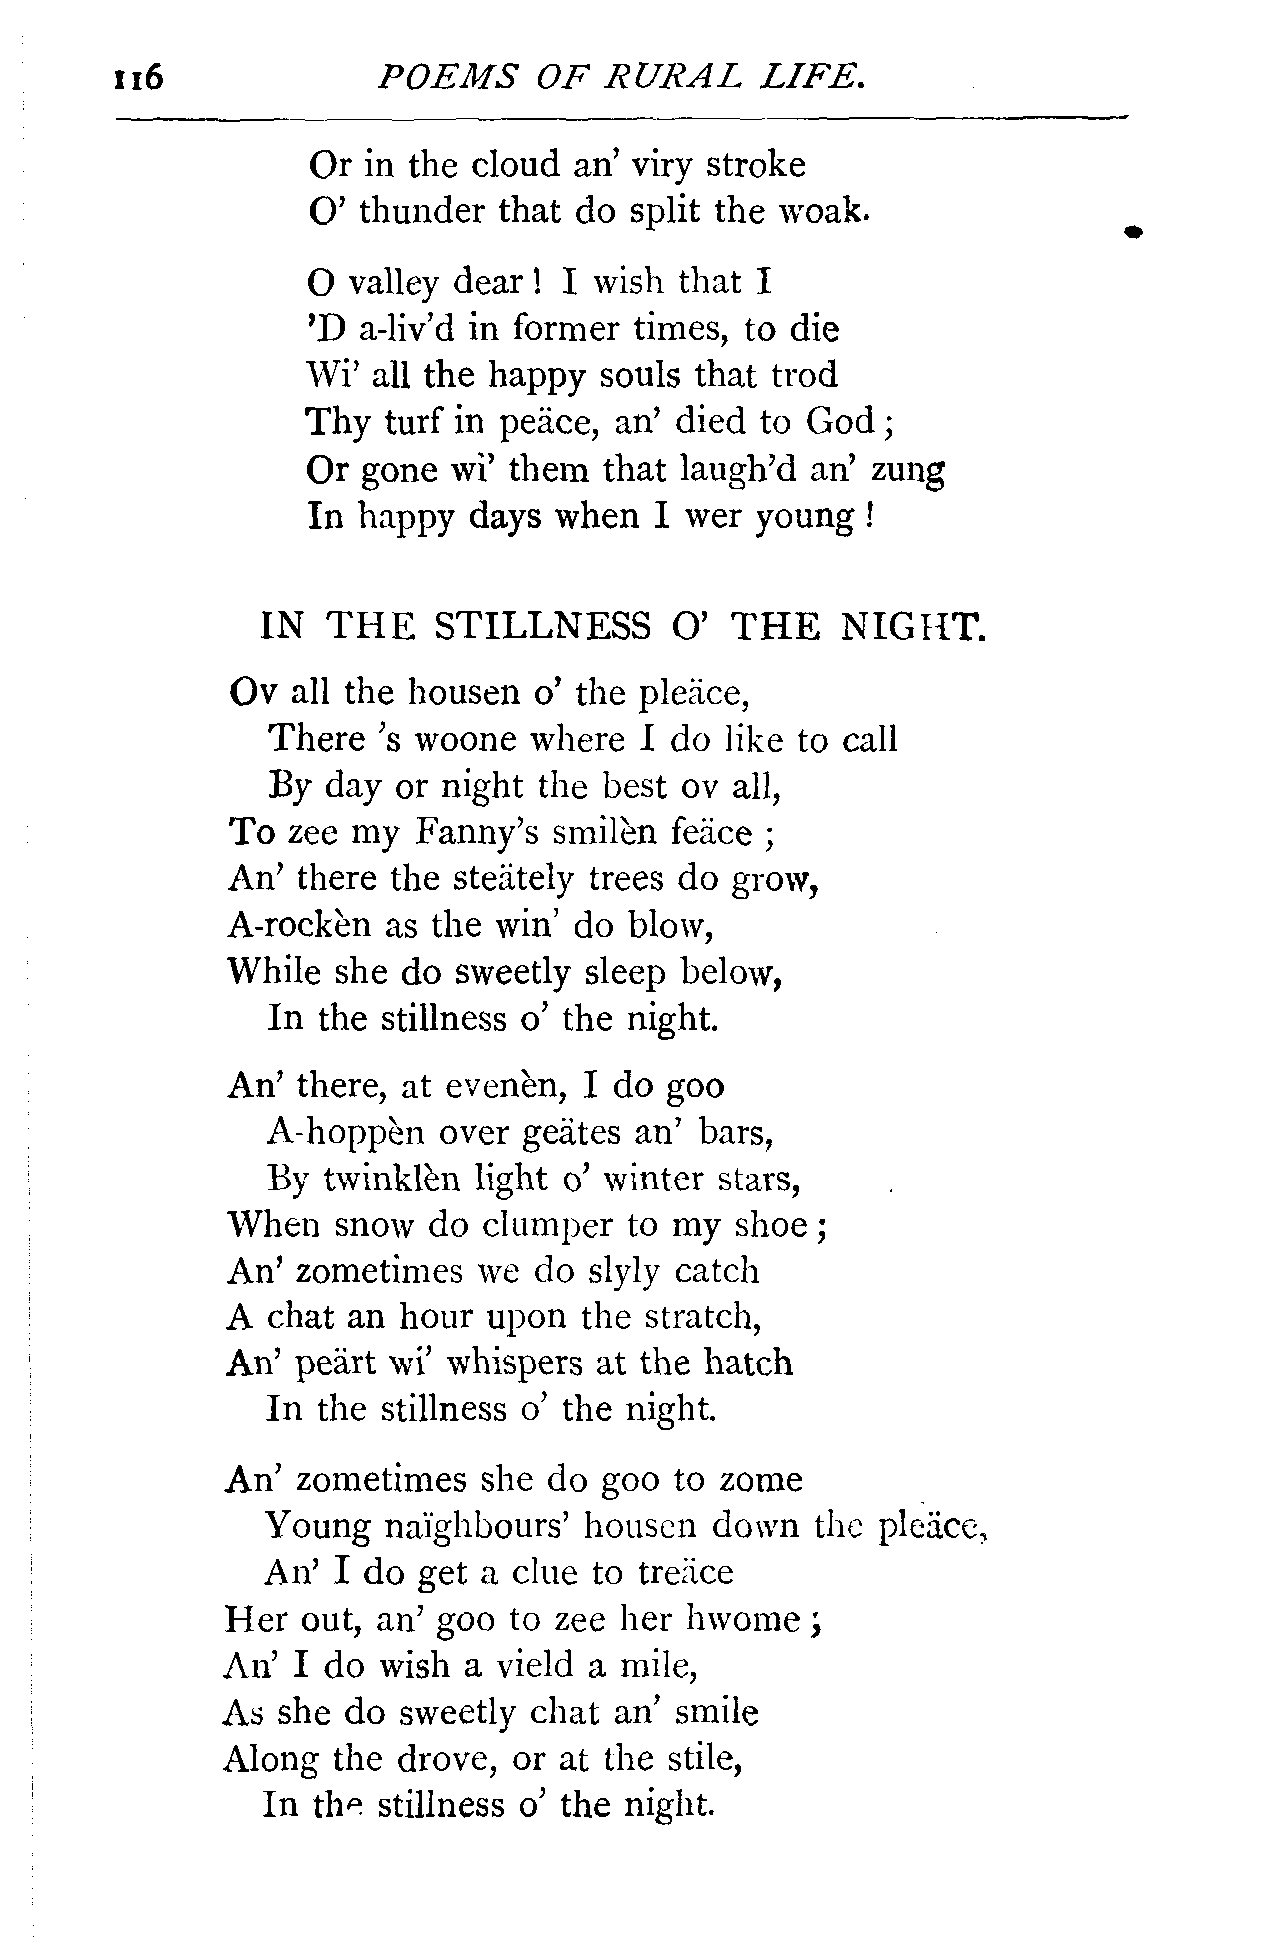 116 POEMS OF RURAL LIFE.
Or in the cloud an' viry stroke
O' thunder that do split the woak.
O valley dear! I wish that I
'D a-liv'd in former times, to die
Wi' all the happy souls that trod
Thy turf in peäce, an' died to God;
Or gone wi' them that laugh'd an' zung
In happy days when I wer young!
IN THE STILLNESS O' THE NIGHT.
Ov all the housen o' the pleäce,
There 's woone where I do like to call
By day or night the best ov all,
To zee my Fanny's smilèn feäce;
An' there the steätely trees do grow,
A-rockèn as the win' do blow,
While she do sweetly sleep below,
In the stillness o' the night.
An' there, at evenèn, I do goo
A-hoppèn over geätes an' bars,
By twinklèn light o' winter stars,
When snow do clumper to my shoe;
An' zometimes we do slyly catch
A chat an hour upon the stratch,
An' peärt wi' whispers at the hatch
In the stillness o' the night.
An' zometimes she do goo to zome
Young naïghbours' housen down the pleäce,
An' I do get a clue to treäce
Her out, an' goo to zee her hwome;
An' I do wish a vield a mile,
As she do sweetly chat an' smile
Along the drove, or at the stile,
In the stillness o' the night.